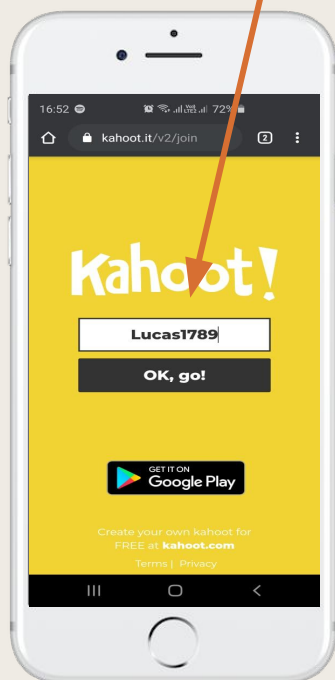 16:52 72%
kahoot.it/v2/join 2
Kahoot!
Lucas1789
OK, go!
GET IT ON
Google Play
Create your own kahoot for
FREE at kahoot.com
Terms | Privacy